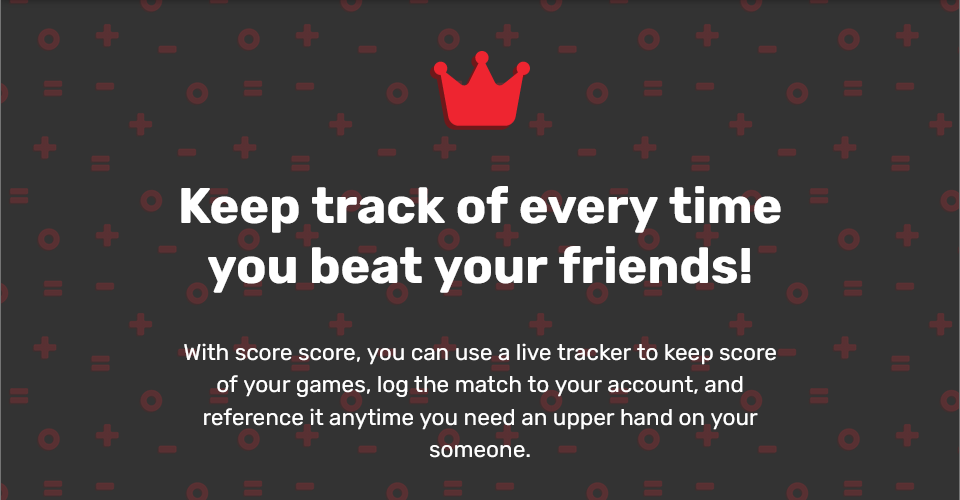 Keep track of every time
you beat your friends!
With score score, you can use a live tracker to keep score
of your games, log the match to your account, and
reference it anytime you need an upper hand on your
someone.